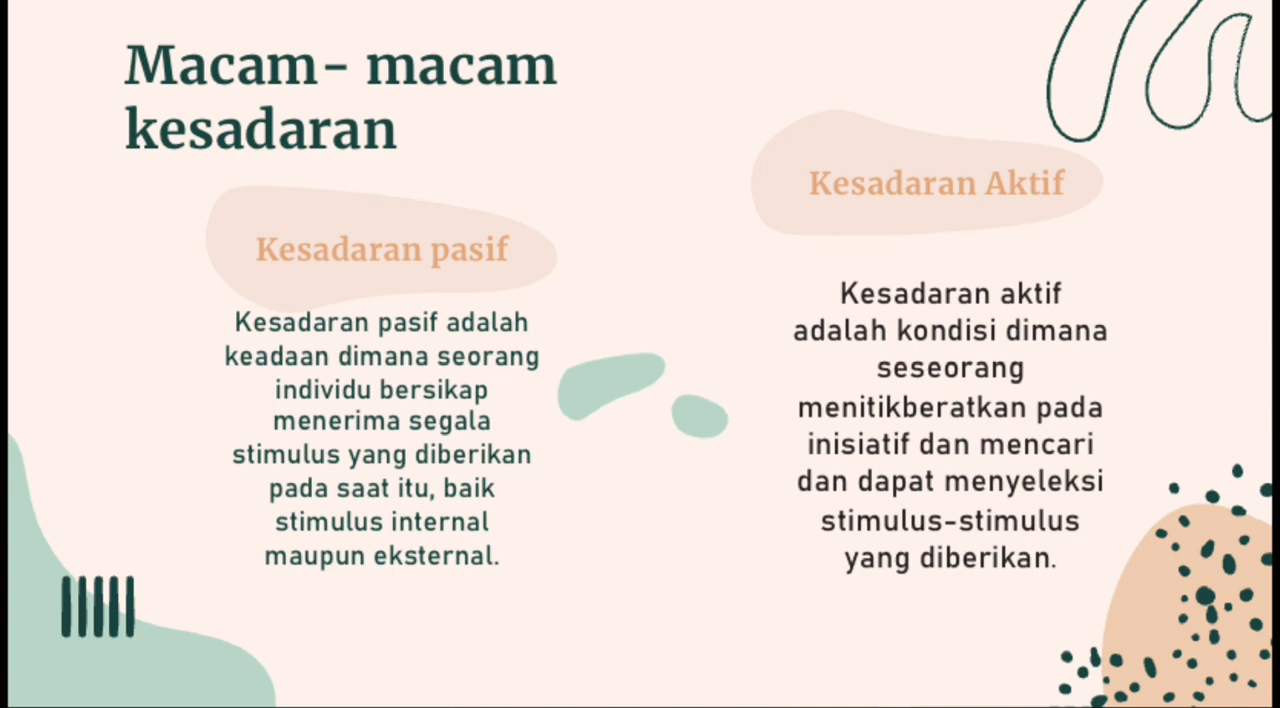 Macam- macam
kesadaran
Kesadaran pasif
Kesadaran pasif adalah
keadaan dimana seorang
individu bersikap
menerima segala
stimulus yang diberikan
pada saat itu, baik
stimulus internal
maupun eksternal.
Kesadaran Aktif
Kesadaran aktif
adalah kondisi dimana
seseorang
menitikberatkan pada
inisiatif dan mencari
dan dapat menyeleksi
stimulus-stimulus
yang diberikan.